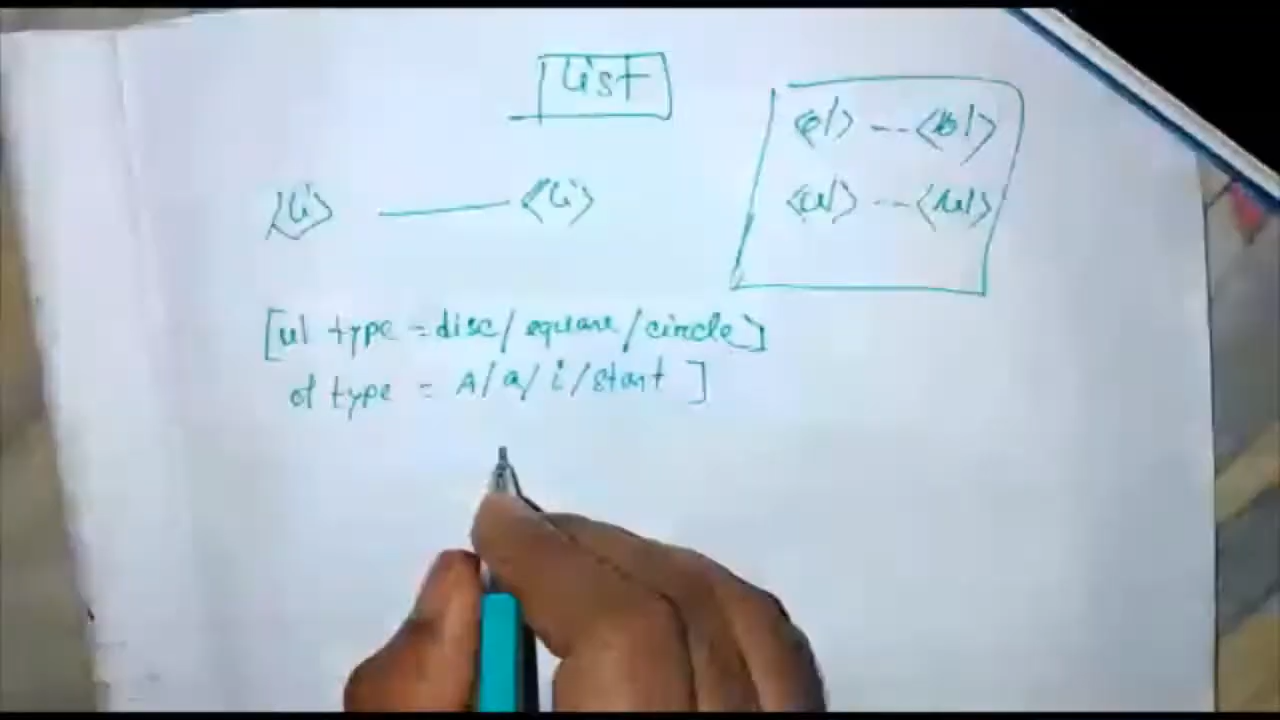 List
<ol> --- <ol>
<ul> --- <ul>
<li> ——— <li>
[ul type = disc/square/circle]
ol type = A/a/i/start ]